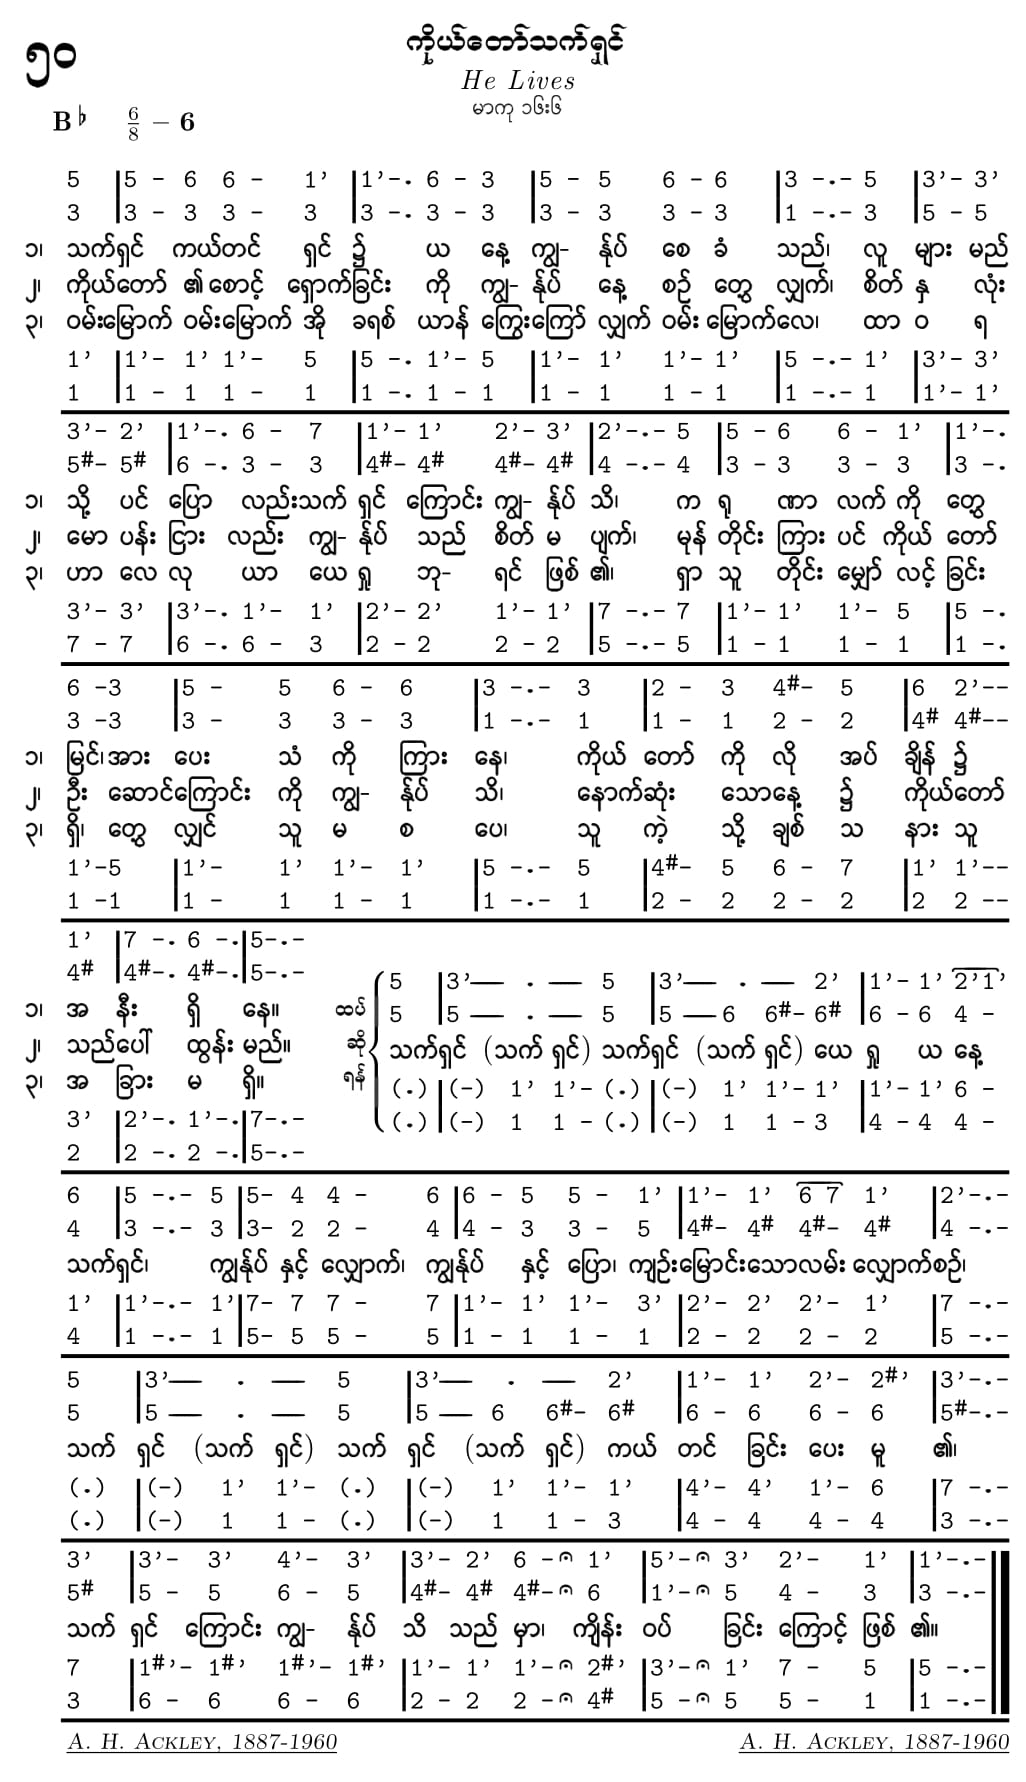 ၅၀
ကိုယ်တော်သက်ရှင်
He Lives
မာကု ၁၆း၆
B♭ 6/8 – 6
5 |5 – 6 6 – 1’ |1’–. 6 – 3 |5 – 5 6 – 6 |3 –.– 5 |3’– 3’
3 |3 – 3 3 – 3 |3 –. 3 – 3 |3 – 3 3 – 3 |1 –.– 3 |5 – 5
၁၊ သက်ရှင် ကယ်တင် ရှင် ၌ ယ နေ့ ကျွ– န်ုပ် စေ ခံ သည်၊ လူ များ မည်
၂၊ ကိုယ်တော် ၏ စောင့် ရှောက်ခြင်း ကို ကျွ– န်ုပ် နေ့ စဉ် တွေ့ လျှက်၊ စိတ် နှ လုံး
၃၊ ဝမ်းမြောက် ဝမ်းမြောက် အို ခရစ် ယာန် ကြွေးကြော် လျှက် ဝမ်း မြောက်လေ၊ ထာ ဝ ရ
1’ |1’– 1’ 1’– 5 |5 –. 1’– 5 |1’– 1’ 1’– 1’ |5 –.– 1’ |3’– 3’
1 |1 – 1 1 – 1 |1 –. 1 – 1 |1 – 1 1 – 1 |1 –.– 1 |1’– 1’
3’– 2’ |1’–. 6 – 7 |1’– 1’ 2’– 3’ |2’–.– 5 |5 – 6 6 – 1’ |1’–.
5#– 5# |6 –. 3 – 3 |4#– 4# 4#– 4# |4 –.– 4 |3 – 3 3 – 3 |3 –.
၁၊ သို့ ပင် ပြော လည်းသက် ရှင် ကြောင်း ကျွ– န်ုပ် သိ၊ က ရု ဏာ လက် ကို တွေ့
၂၊ မော ပန်း ငြား လည်း ကျွ– န်ုပ် သည် စိတ် မ ပျက်၊ မုန် တိုင်း ကြား ပင် ကိုယ် တော်
၃၊ ဟာ လေ လု ယာ ယေ ရှု ဘု– ရင် ဖြစ် ၏၊ ရှာ သူ တိုင်း မျှော် လင့် ခြင်း
3’– 3’ |3’–. 1’– 1’ |2’– 2’ 1’– 1’ |7 –.– 7 |1’– 1’ 1’– 5 |5 –.
7 – 7 |6 –. 6 – 3 |2 – 2 2 – 2 |5 –.– 5 |1 – 1 1 – 1 |1 –.
6 –3 |5 – 5 6 – 6 |3 –.– 3 |2 – 3 4#– 5 |6 2’––
3 –3 |3 – 3 3 – 3 |1 –.– 1 |1 – 1 2 – 2 |4# 4#––
၁၊ မြင်၊အား ပေး သံ ကို ကြား နေ၊ ကိုယ် တော် ကို လို အပ် ချိန် ၌
၂၊ ဦး ဆောင်ကြောင်း ကို ကျွ– န်ုပ် သိ၊ နောက်ဆုံး သောနေ့ ၌ ကိုယ်တော်
၃၊ ရှိ၊ တွေ့ လျှင် သူ မ စ ပေ၊ သူ ကဲ့ သို့ ချစ် သ နား သူ
1’–5 |1’– 1’ 1’– 1’ |5 –.– 5 |4#– 5 6 – 7 |1’ 1’––
1 –1 |1 – 1 1 – 1 |1 –.– 1 |2 – 2 2 – 2 |2 2 ––
1’ |7 –. 6 –.|5–.–
4# |4#–. 4#–.|5–.–
၁၊ အ နီး ရှိ နေ။
၂၊ သည်ပေါ် ထွန်း မည်။
၃၊ အ ခြား မ ရှိ။
3’ |2’–. 1’–.|7–.–
2 |2 –. 2 –.|5–.–
ထပ်
ဆို
ရန်
5 |3’— . — 5 |3’— . — 2’ |1’– 1’ 2’1’
5 |5 — . — 5 |5 — 6 6#– 6# |6 – 6 4 –
သက်ရှင် (သက် ရှင်) သက်ရှင် (သက် ရှင်) ယေ ရှု ယ နေ့
(.) |(–) 1’ 1’– (.) |(–) 1’ 1’– 1’ |1’– 1’ 6 –
(.) |(–) 1 1 – (.) |(–) 1 1 – 3 |4 – 4 4 –
6 |5 –.– 5 |5– 4 4 – 6 |6 – 5 5 – 1’ |1’– 1’ 6 7 1’ |2’–.–
4 |3 –.– 3 |3– 2 2 – 4 |4 – 3 3 – 5 |4#– 4# 4#– 4# |4 –.–
သက်ရှင်၊ ကျွန်ုပ် နှင့် လျှောက်၊ ကျွန်ုပ် နှင့် ပြော၊ ကျဉ်းမြောင်းသောလမ်း လျှောက်စဉ်၊
1’ |1’–.– 1’|7– 7 7 – 7 |1’– 1’ 1’– 3’ |2’– 2’ 2’– 1’ |7 –.–
4 |1 –.– 1 |5– 5 5 – 5 |1 – 1 1 – 1 |2 – 2 2 – 2 |5 –.–
5 |3’— . — 5 |3’— . — 2’ |1’– 1’ 2’– 2#’ |3’–.–
5 |5 — . — 5 |5 — 6 6#– 6# |6 – 6 6 – 6 |5#–.–
သက် ရှင် (သက် ရှင်) သက် ရှင် (သက် ရှင်) ကယ် တင် ခြင်း ပေး မူ ၏၊
(.) |(–) 1’ 1’– (.) |(–) 1’ 1’– 1’ |4’– 4’ 1’– 6 |7 –.–
(.) |(–) 1 1 – (.) |(–) 1 1 – 3 |4 – 4 4 – 4 |3 –.–
3’ |3’– 3’ 4’– 3’ |3’– 2’ 6 –𝄐 1’ |5’–𝄐 3’ 2’– 1’ |1’–.–
5# |5 – 5 6 – 5 |4#– 4# 4#–𝄐 6 |1’–𝄐 5 4 – 3 |3 –.–
သက် ရှင် ကြောင်း ကျွ– န်ုပ် သိ သည် မှာ၊ ကျိန်း ဝပ် ခြင်း ကြောင့် ဖြစ် ၏။
7 |1#’– 1#’ 1#’– 1#’ |1’– 1’ 1’–𝄐 2#’ |3’–𝄐 1’ 7 – 5 |5 –.–
3 |6 – 6 6 – 6 |2 – 2 2 –𝄐 4# |5 –𝄐 5 5 – 1 |1 –.–
A. H. ACKLEY, 1887-1960 A. H. ACKLEY, 1887-1960